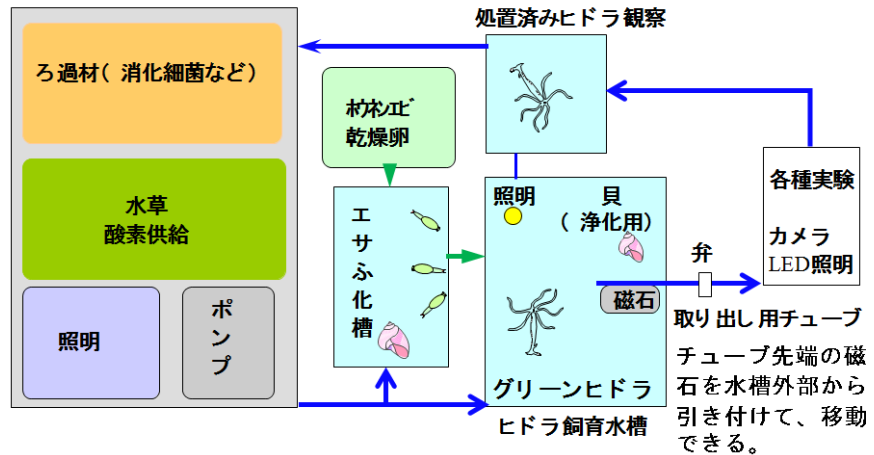 処置済みヒドラ観察
ろ過材(消化細菌など)
ホウネンエビ
乾燥卵
水草
酸素供給
照明
ポンプ
エサふ化槽
照明
貝
(浄化用)
磁石
グリーンヒドラ
ヒドラ飼育水槽
弁
各種実験
カメラ
LED照明
取り出し用チューブ
チューブ先端の磁
石を水槽外部から
引き付けて、移動
できる。